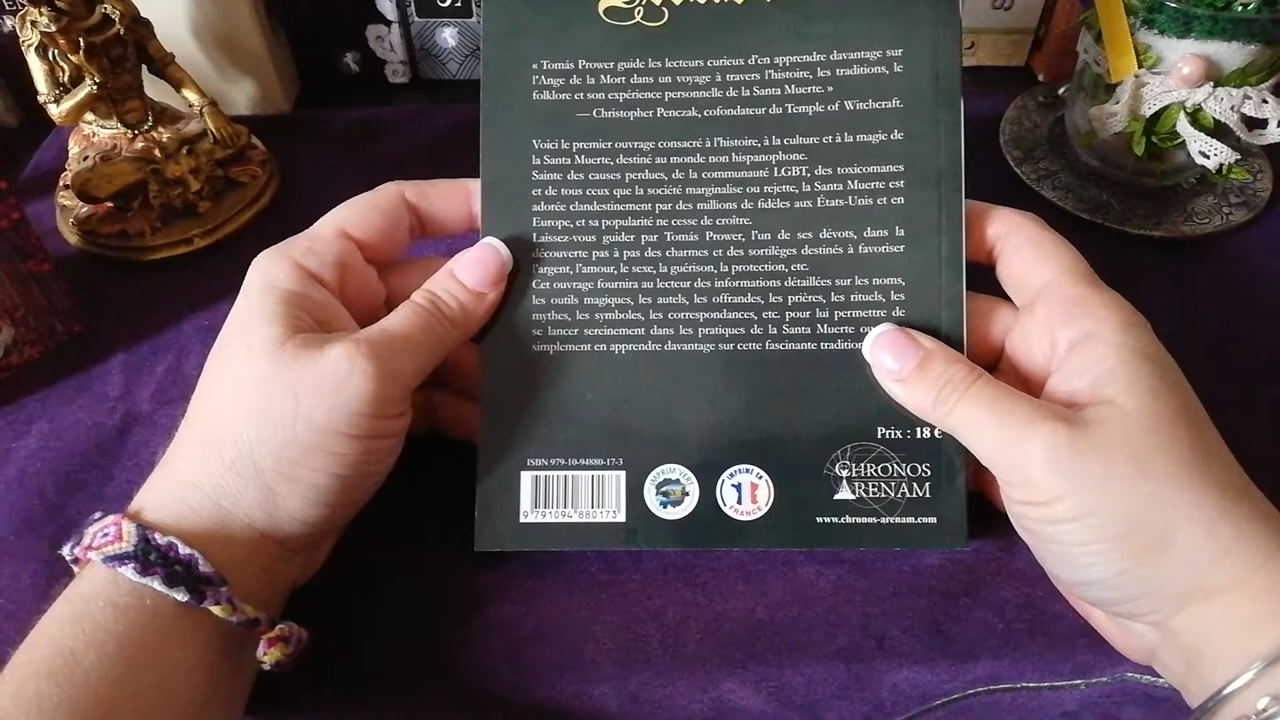 « Tomás Prower guide les lecteurs curieux d'en apprendre davantage sur
l'Ange de la Mort dans un voyage à travers l'histoire, les traditions, le
folklore et son expérience personnelle de la Santa Muerte. »
— Christopher Penczak, cofondateur du Temple of Witchcraft.
Voici le premier ouvrage consacré à l'histoire, à la culture et à la magie de
la Santa Muerte, destiné au monde non hispanophone.
Sainte des causes perdues, de la communauté LGBT, des toxicomanes
et de tous ceux que la société marginalise ou rejette, la Santa Muerte est
adorée clandestinement par des millions de fidèles aux États-Unis et en
Europe, et sa popularité ne cesse de croître.
Laissez-vous guider par Tomás Prower, l'un de ses dévots, dans la
découverte pas à pas des charmes et des sortilèges destinés à favoriser
l'argent, l'amour, le sexe, la guérison, la protection, etc.
Cet ouvrage fournira au lecteur des informations détaillées sur les noms,
les outils magiques, les autels, les offrandes, les prières, les rituels, les
mythes, les symboles, les correspondances, etc. pour lui permettre de
se lancer sereinement dans les pratiques de la Santa Muerte
simplement en apprendre davantage sur cette fascinante tradition
Prix : 18 €
ISBN 979-10-94880-17-3
9 791094 880173
IMPRIM'VERT
IMPRIMÉ EN
FRANCE
CHRONOS
ARENAM
www.chronos-arenam.com